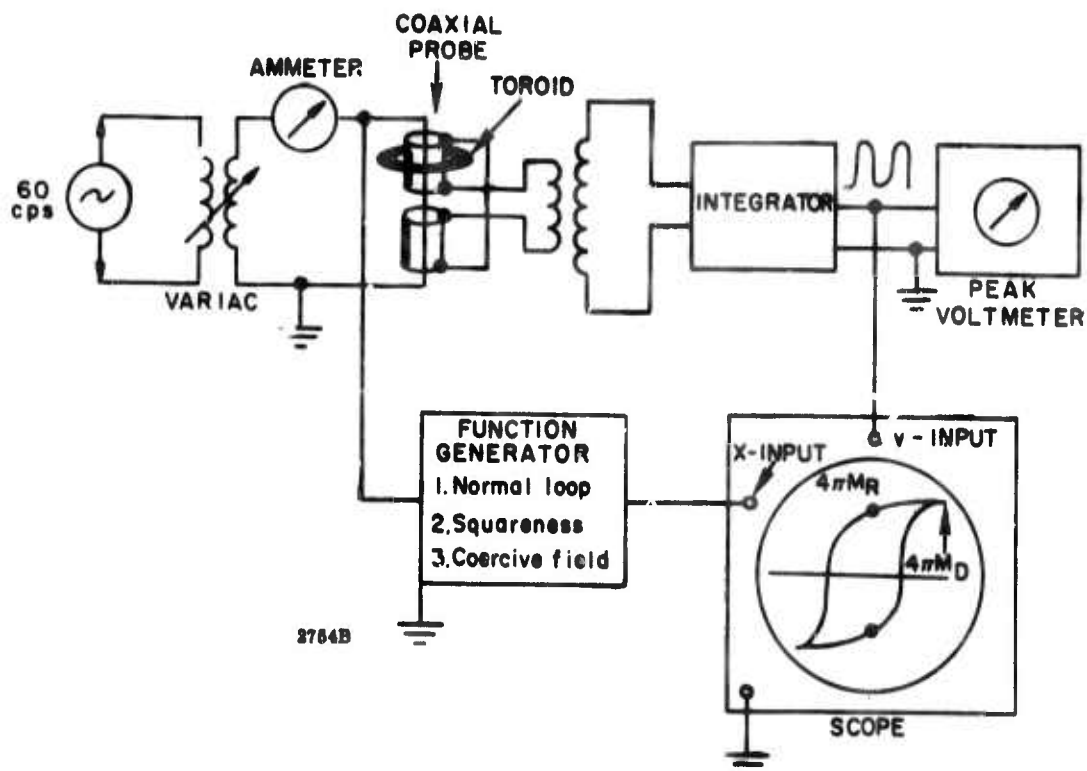 COAXIAL
PROBE
AMMETER
TOROID
60
cps
VARIAC
INTEGRATOR
PEAK
VOLTMETER
FUNCTION
GENERATOR
1. Normal loop
2. Squareness
3. Coercive field
X-INPUT
v - INPUT
4πMR
4πMD
SCOPE
2754B